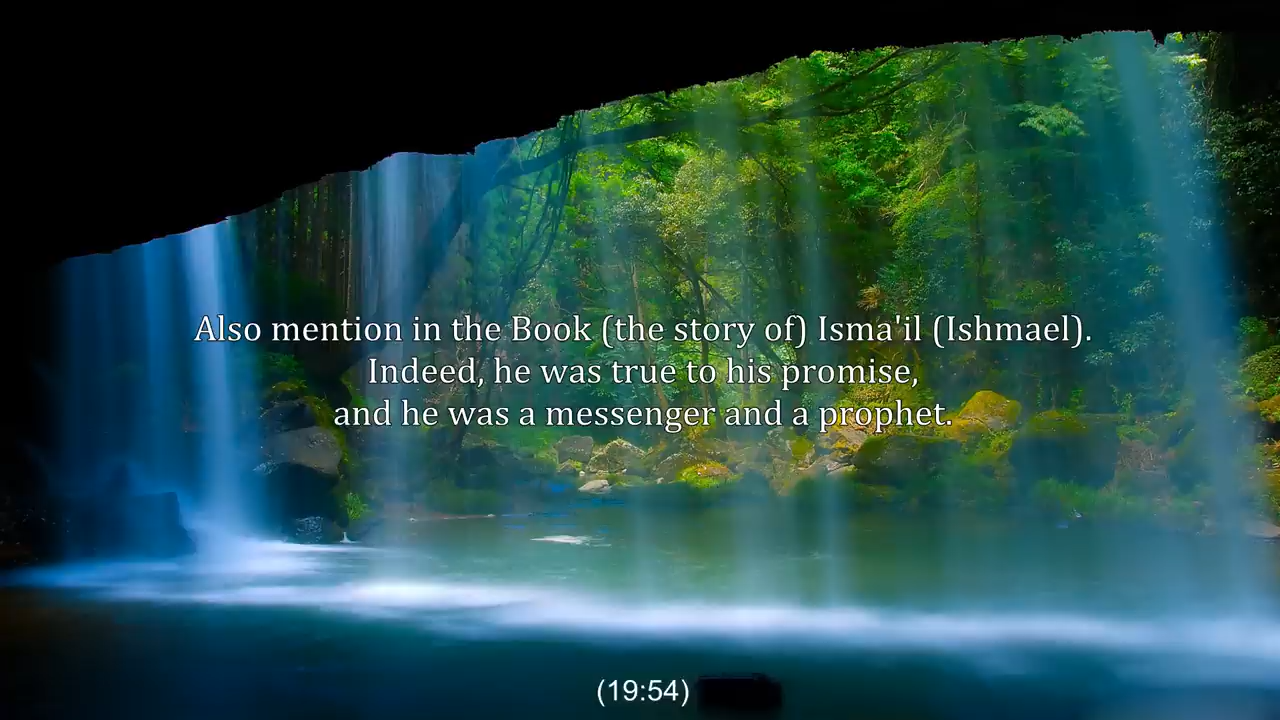 Also mention in the Book (the story of) Isma'il (Ishmael).
Indeed, he was true to his promise,
and he was a messenger and a prophet.
(19:54)